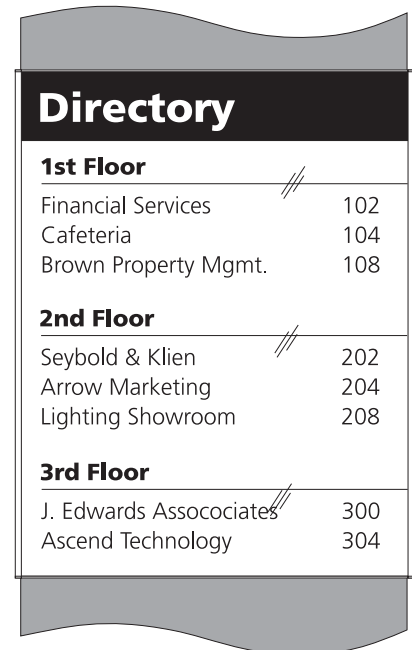 Directory
1st Floor
Financial Services 102
Cafeteria 104
Brown Property Mgmt. 108
2nd Floor
Seybold & Klien 202
Arrow Marketing 204
Lighting Showroom 208
3rd Floor
J. Edwards Assocociates 300
Ascend Technology 304